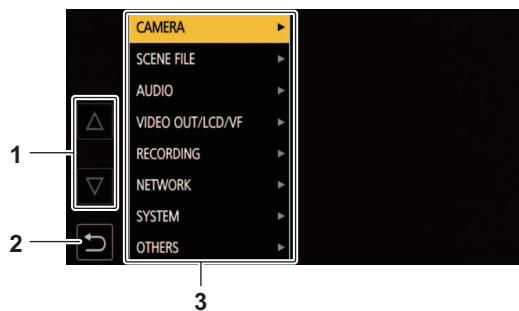 CAMERA
SCENE FILE
AUDIO
VIDEO OUT/LCD/VF
RECORDING
NETWORK
SYSTEM
OTHERS
1
2
3